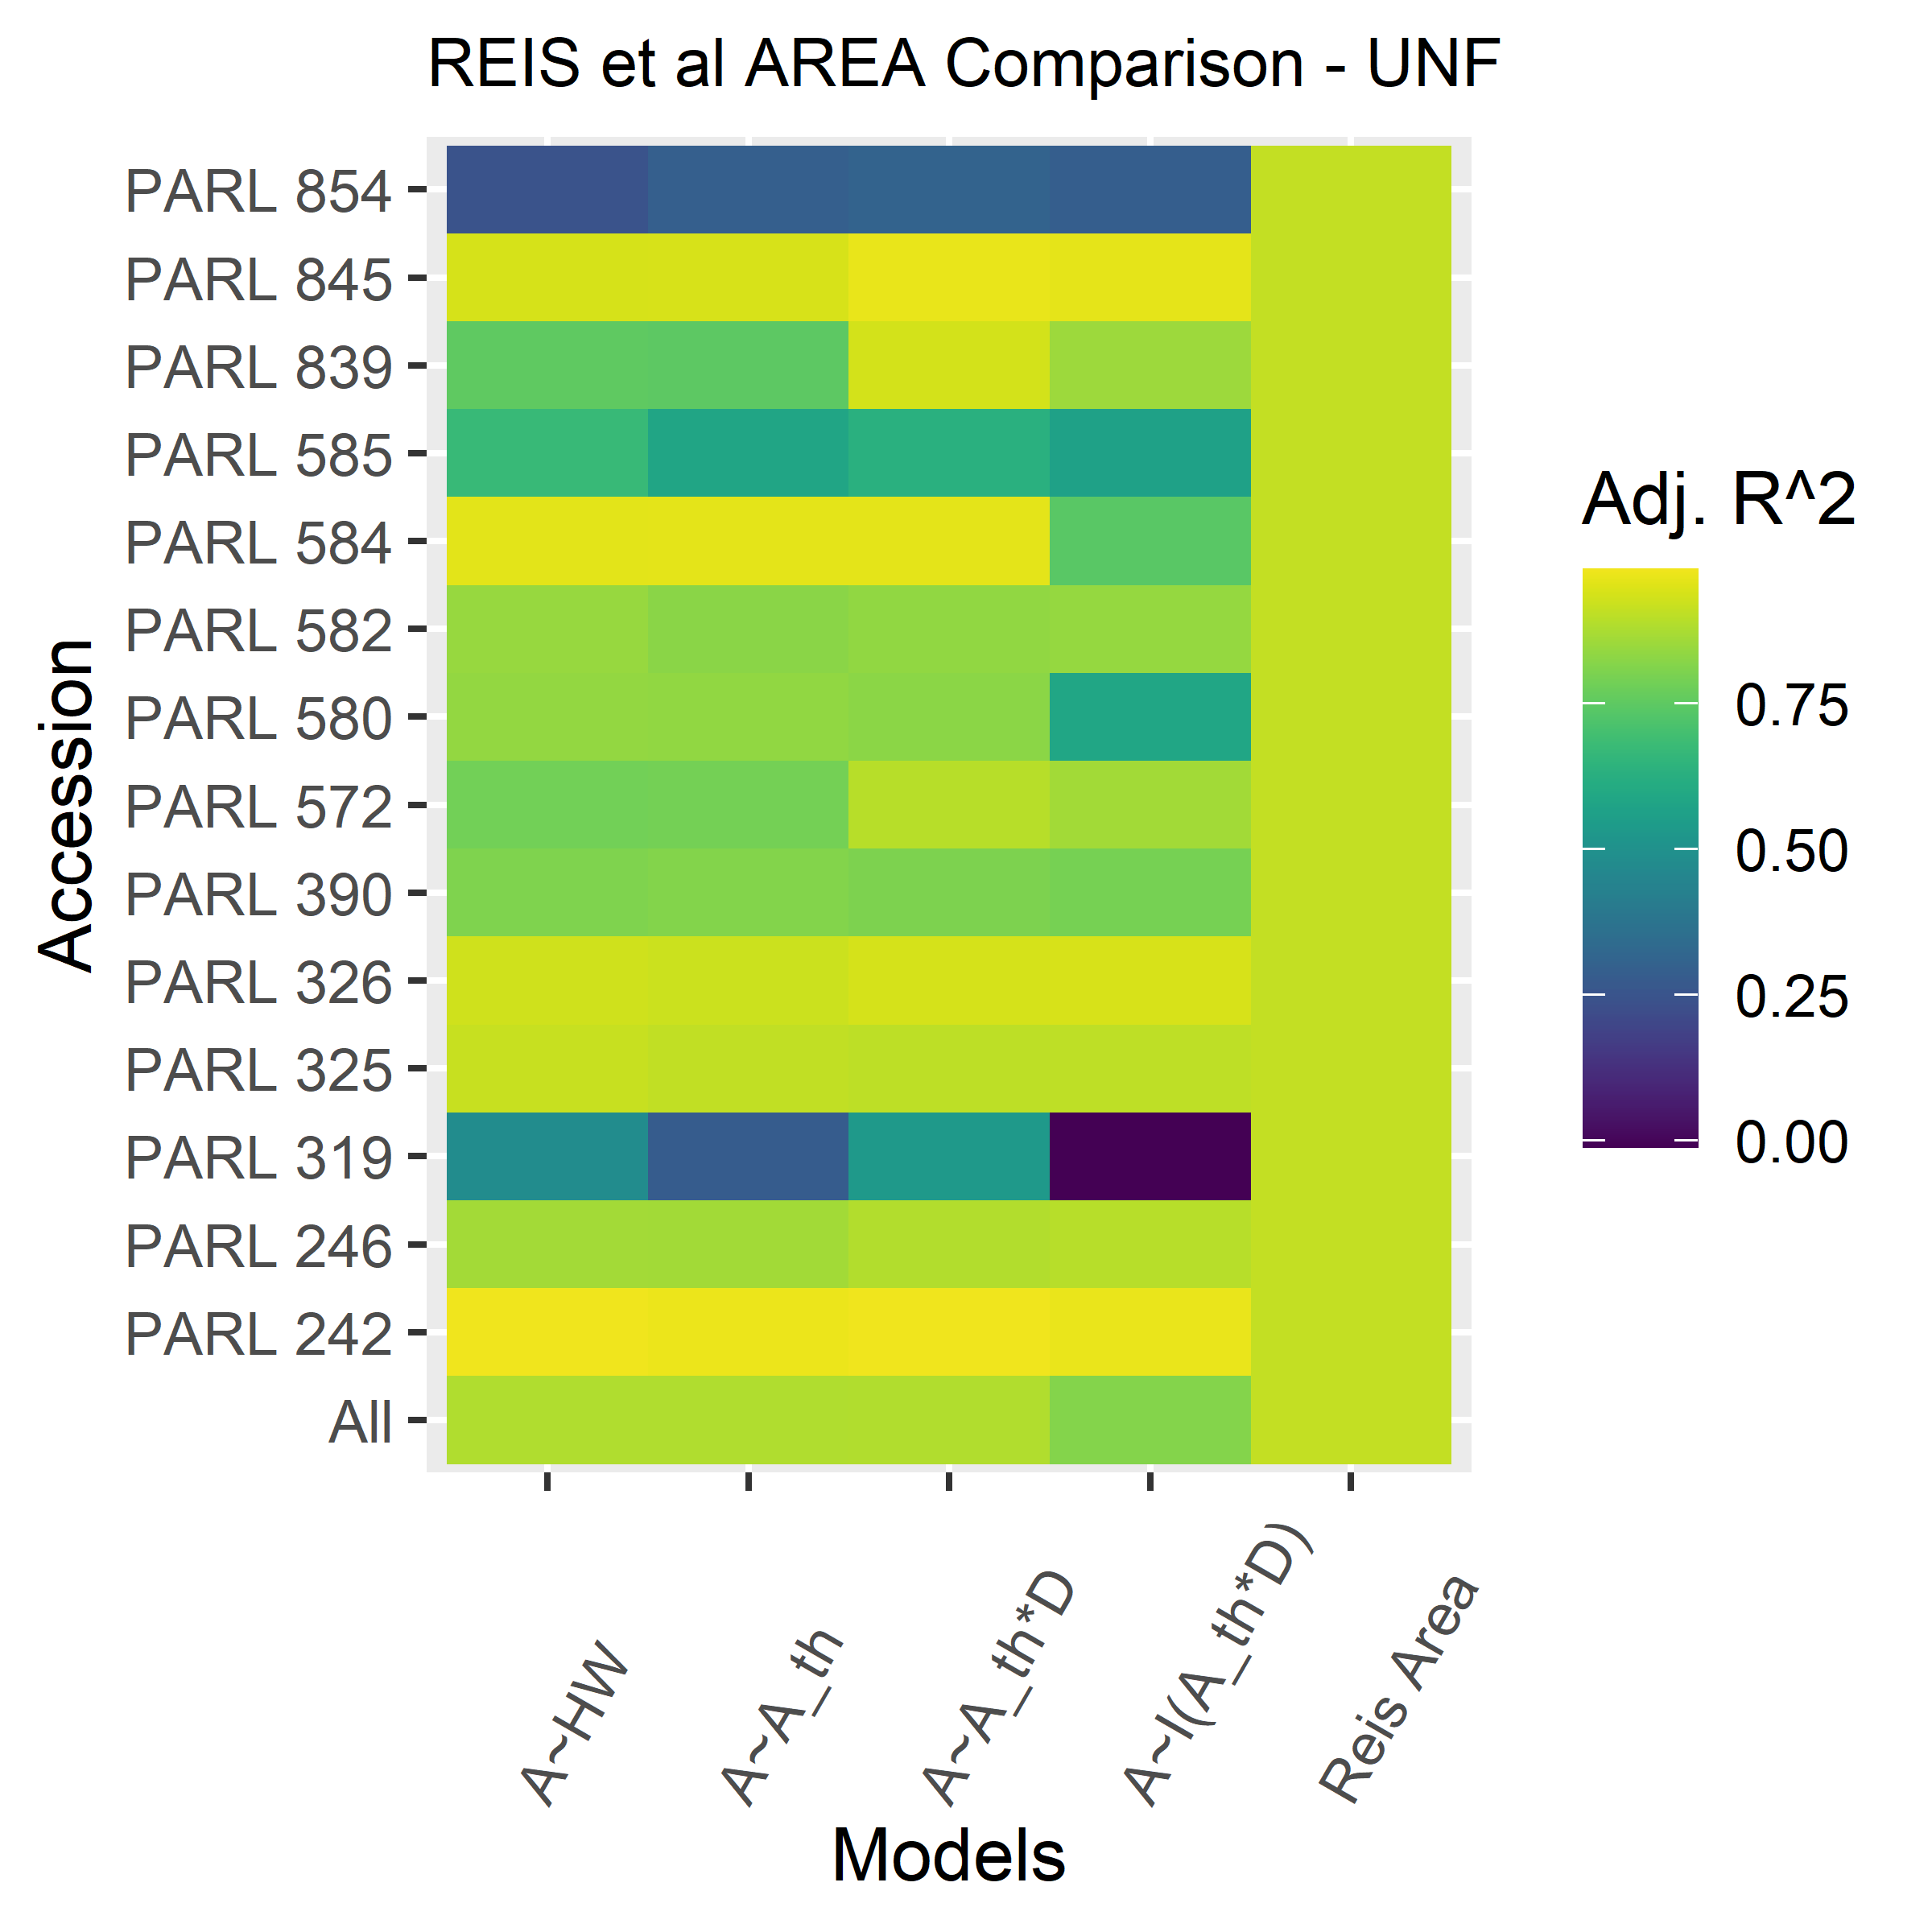 REIS et al AREA Comparison - UNF
Accession
PARL 854
PARL 845
PARL 839
PARL 585
PARL 584
PARL 582
PARL 580
PARL 572
PARL 390
PARL 326
PARL 325
PARL 319
PARL 246
PARL 242
All
A~HW
A~A_th
A~A_th*D
A~I(A_th*D)
Reis Area
Models
Adj. R^2
0.75
0.50
0.25
0.00